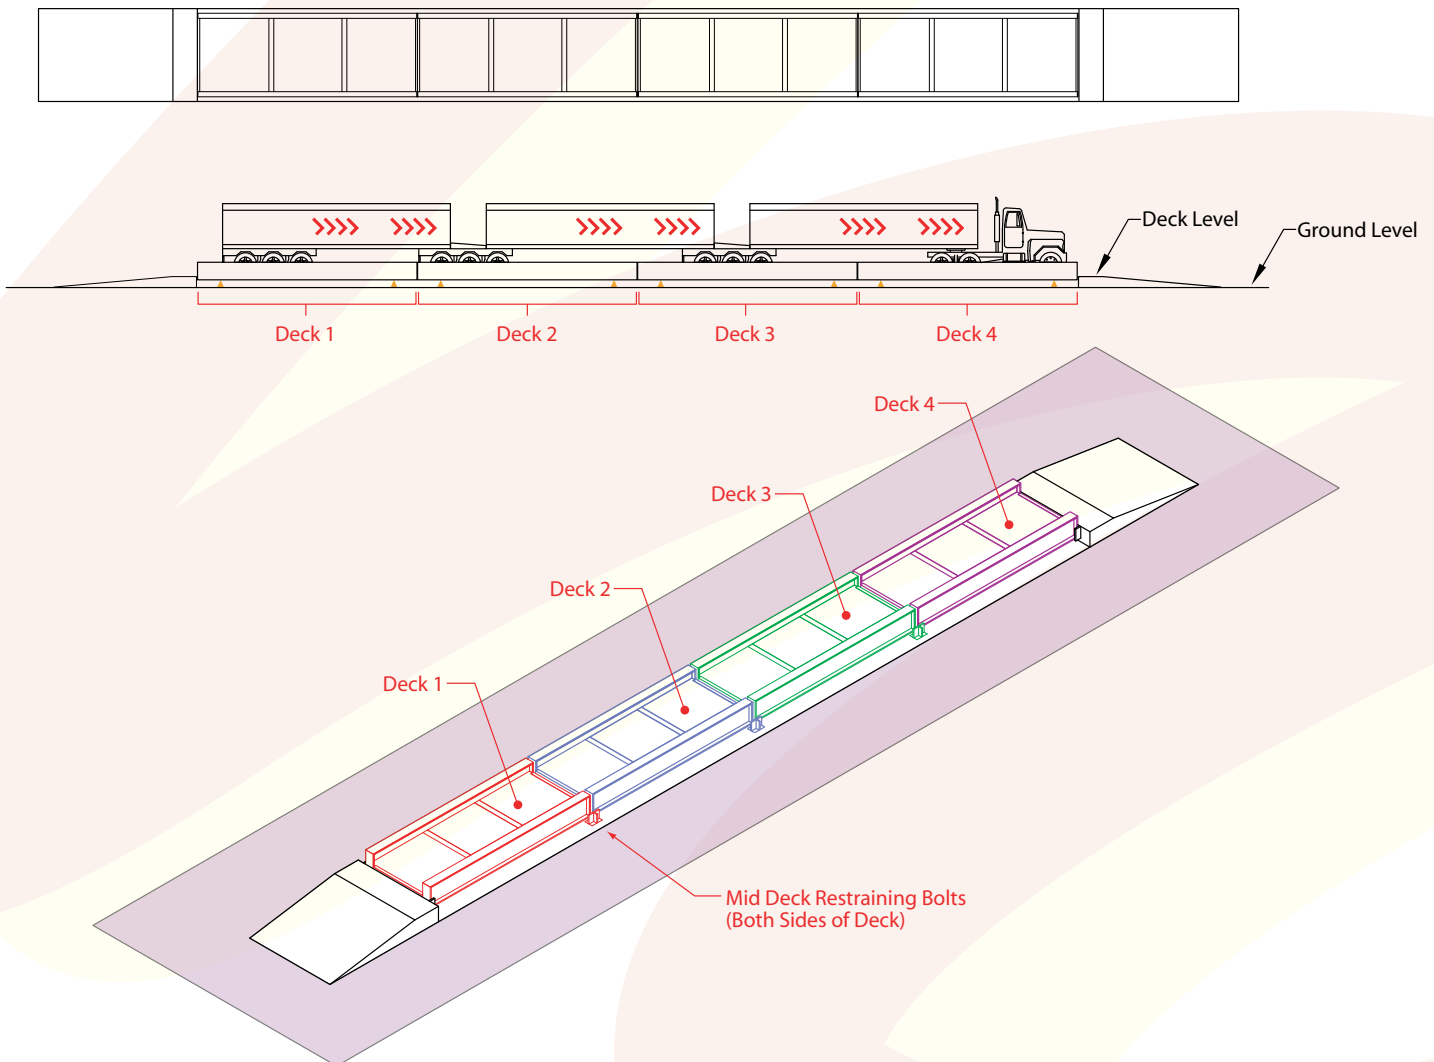 Deck Level
Ground Level
Deck 1
Deck 2
Deck 3
Deck 4
Deck 4
Deck 3
Deck 2
Deck 1
Mid Deck Restraining Bolts
(Both Sides of Deck)